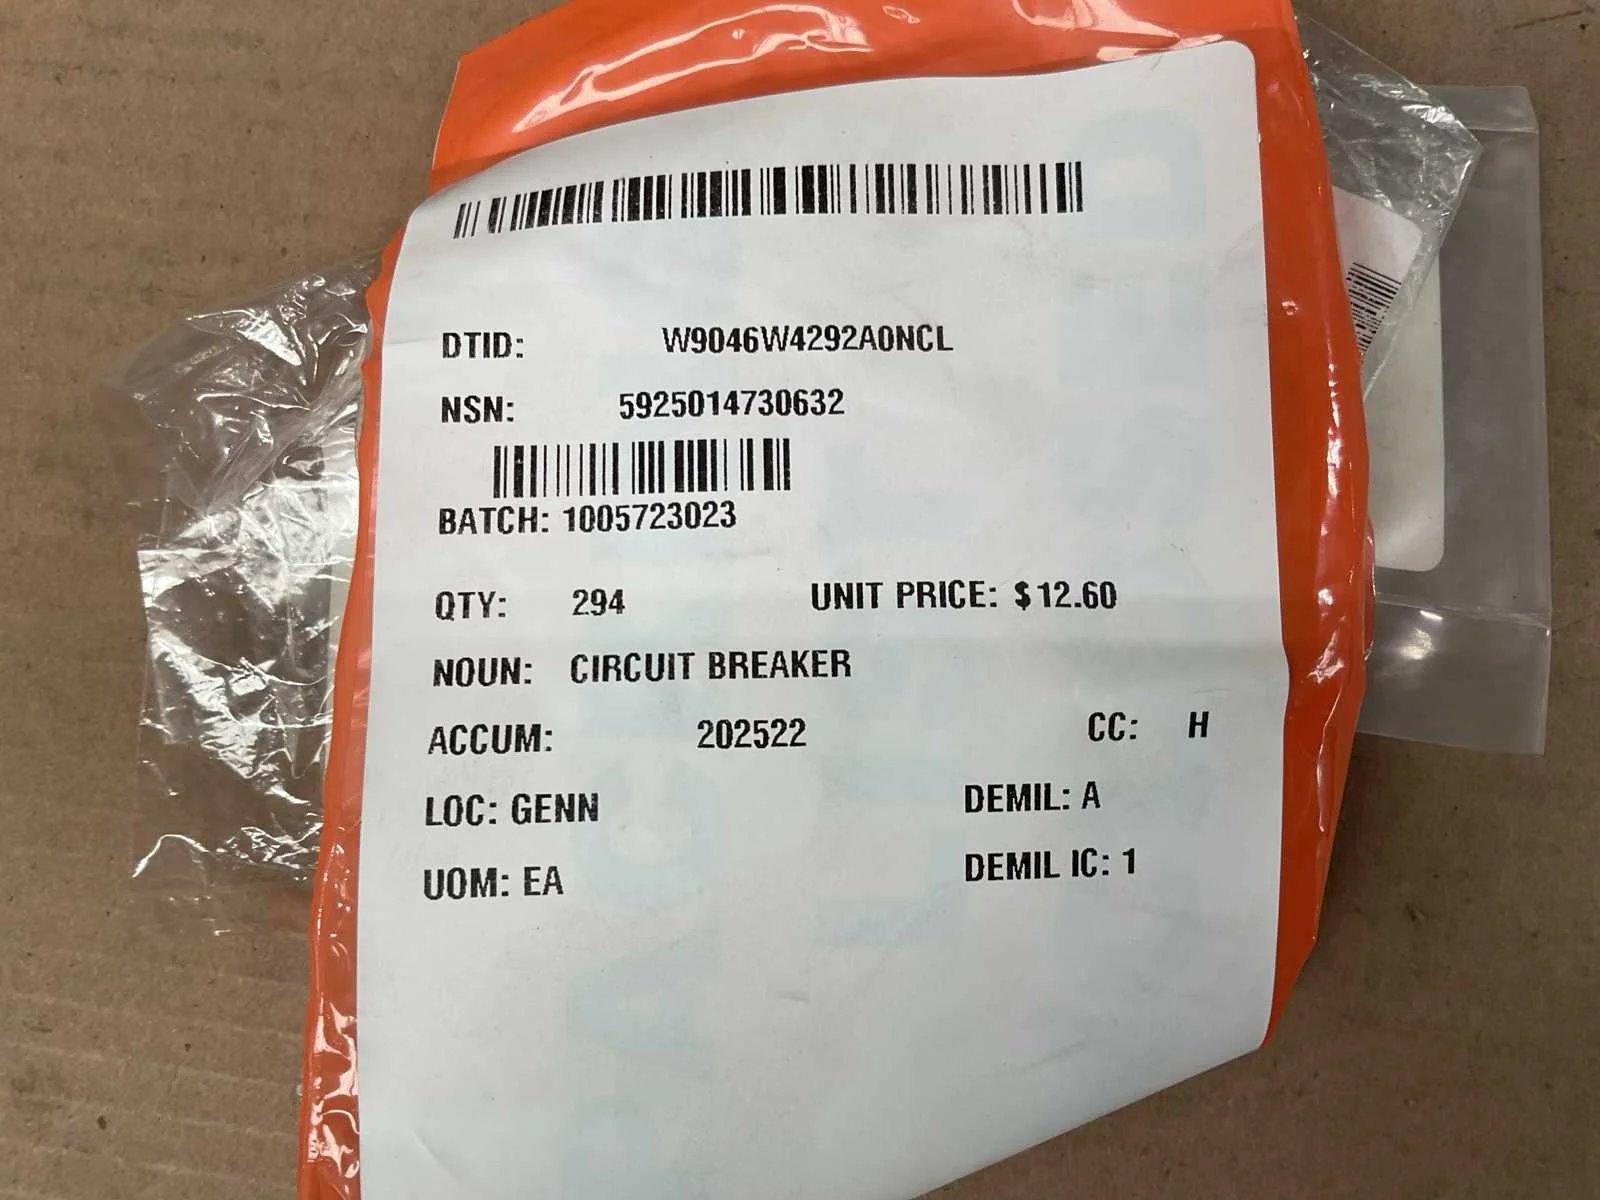 DTID: W9046W4292A0NCL
NSN: 5925014730632
BATCH: 1005723023
QTY: 294 UNIT PRICE: $12.60
NOUN: CIRCUIT BREAKER
ACCUM: 202522 CC: H
LOC: GENN DEMIL: A
UOM: EA DEMIL IC: 1